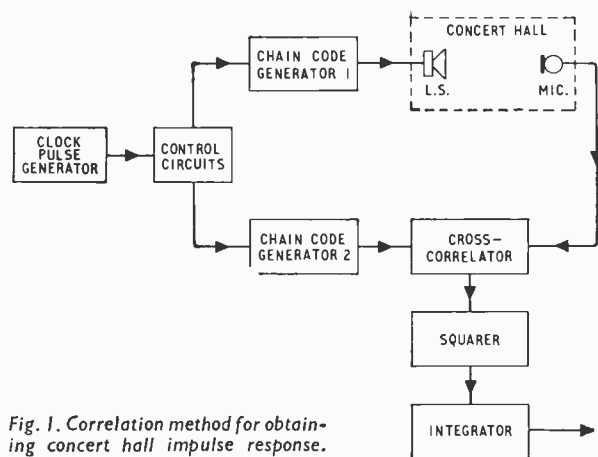 CONCERT HALL
CHAIN CODE
GENERATOR 1
L.S.
MIC.
CLOCK
PULSE
GENERATOR
CONTROL
CIRCUITS
CHAIN CODE
GENERATOR 2
CROSS-
CORRELATOR
SQUARER
INTEGRATOR
Fig. 1. Correlation method for obtain-
ing concert hall impulse response.